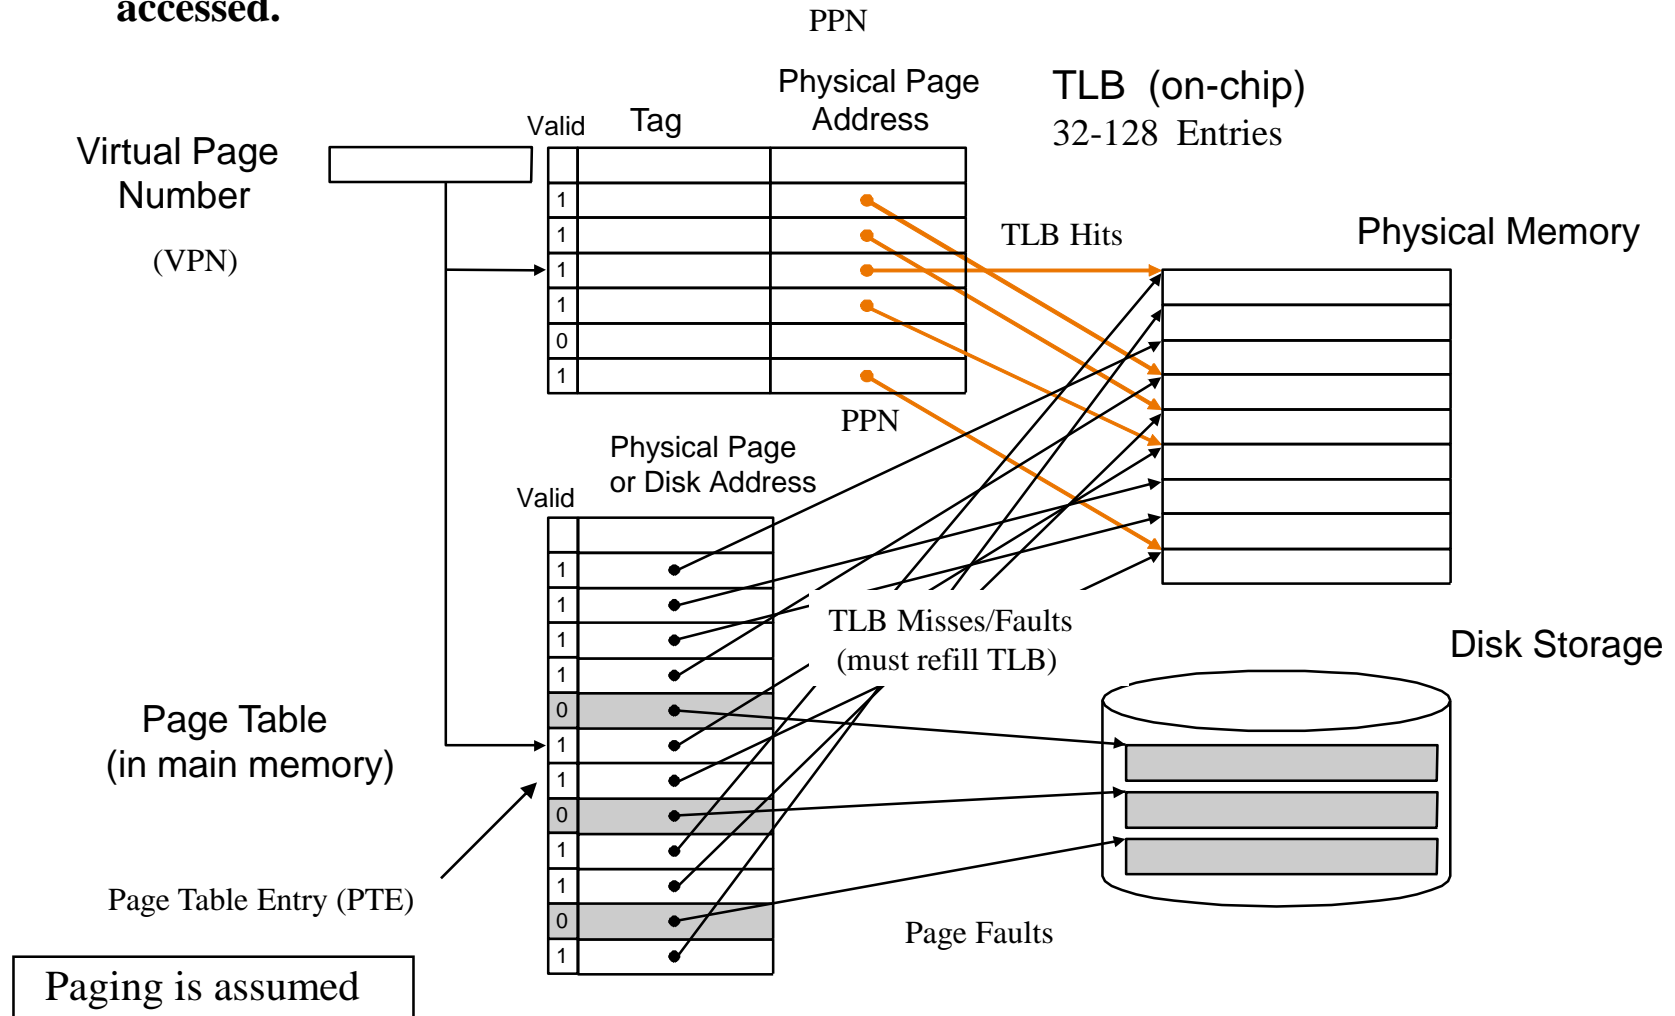 accessed.
PPN
Physical Page
Address
TLB (on-chip)
32-128 Entries
Valid
Tag
Virtual Page
Number
(VPN)
1
1
1
1
0
1
TLB Hits
Physical Memory
PPN
Physical Page
or Disk Address
Valid
1
1
1
1
0
1
1
0
1
1
0
1
TLB Misses/Faults
(must refill TLB)
Disk Storage
Page Table
(in main memory)
Page Table Entry (PTE)
Page Faults
Paging is assumed